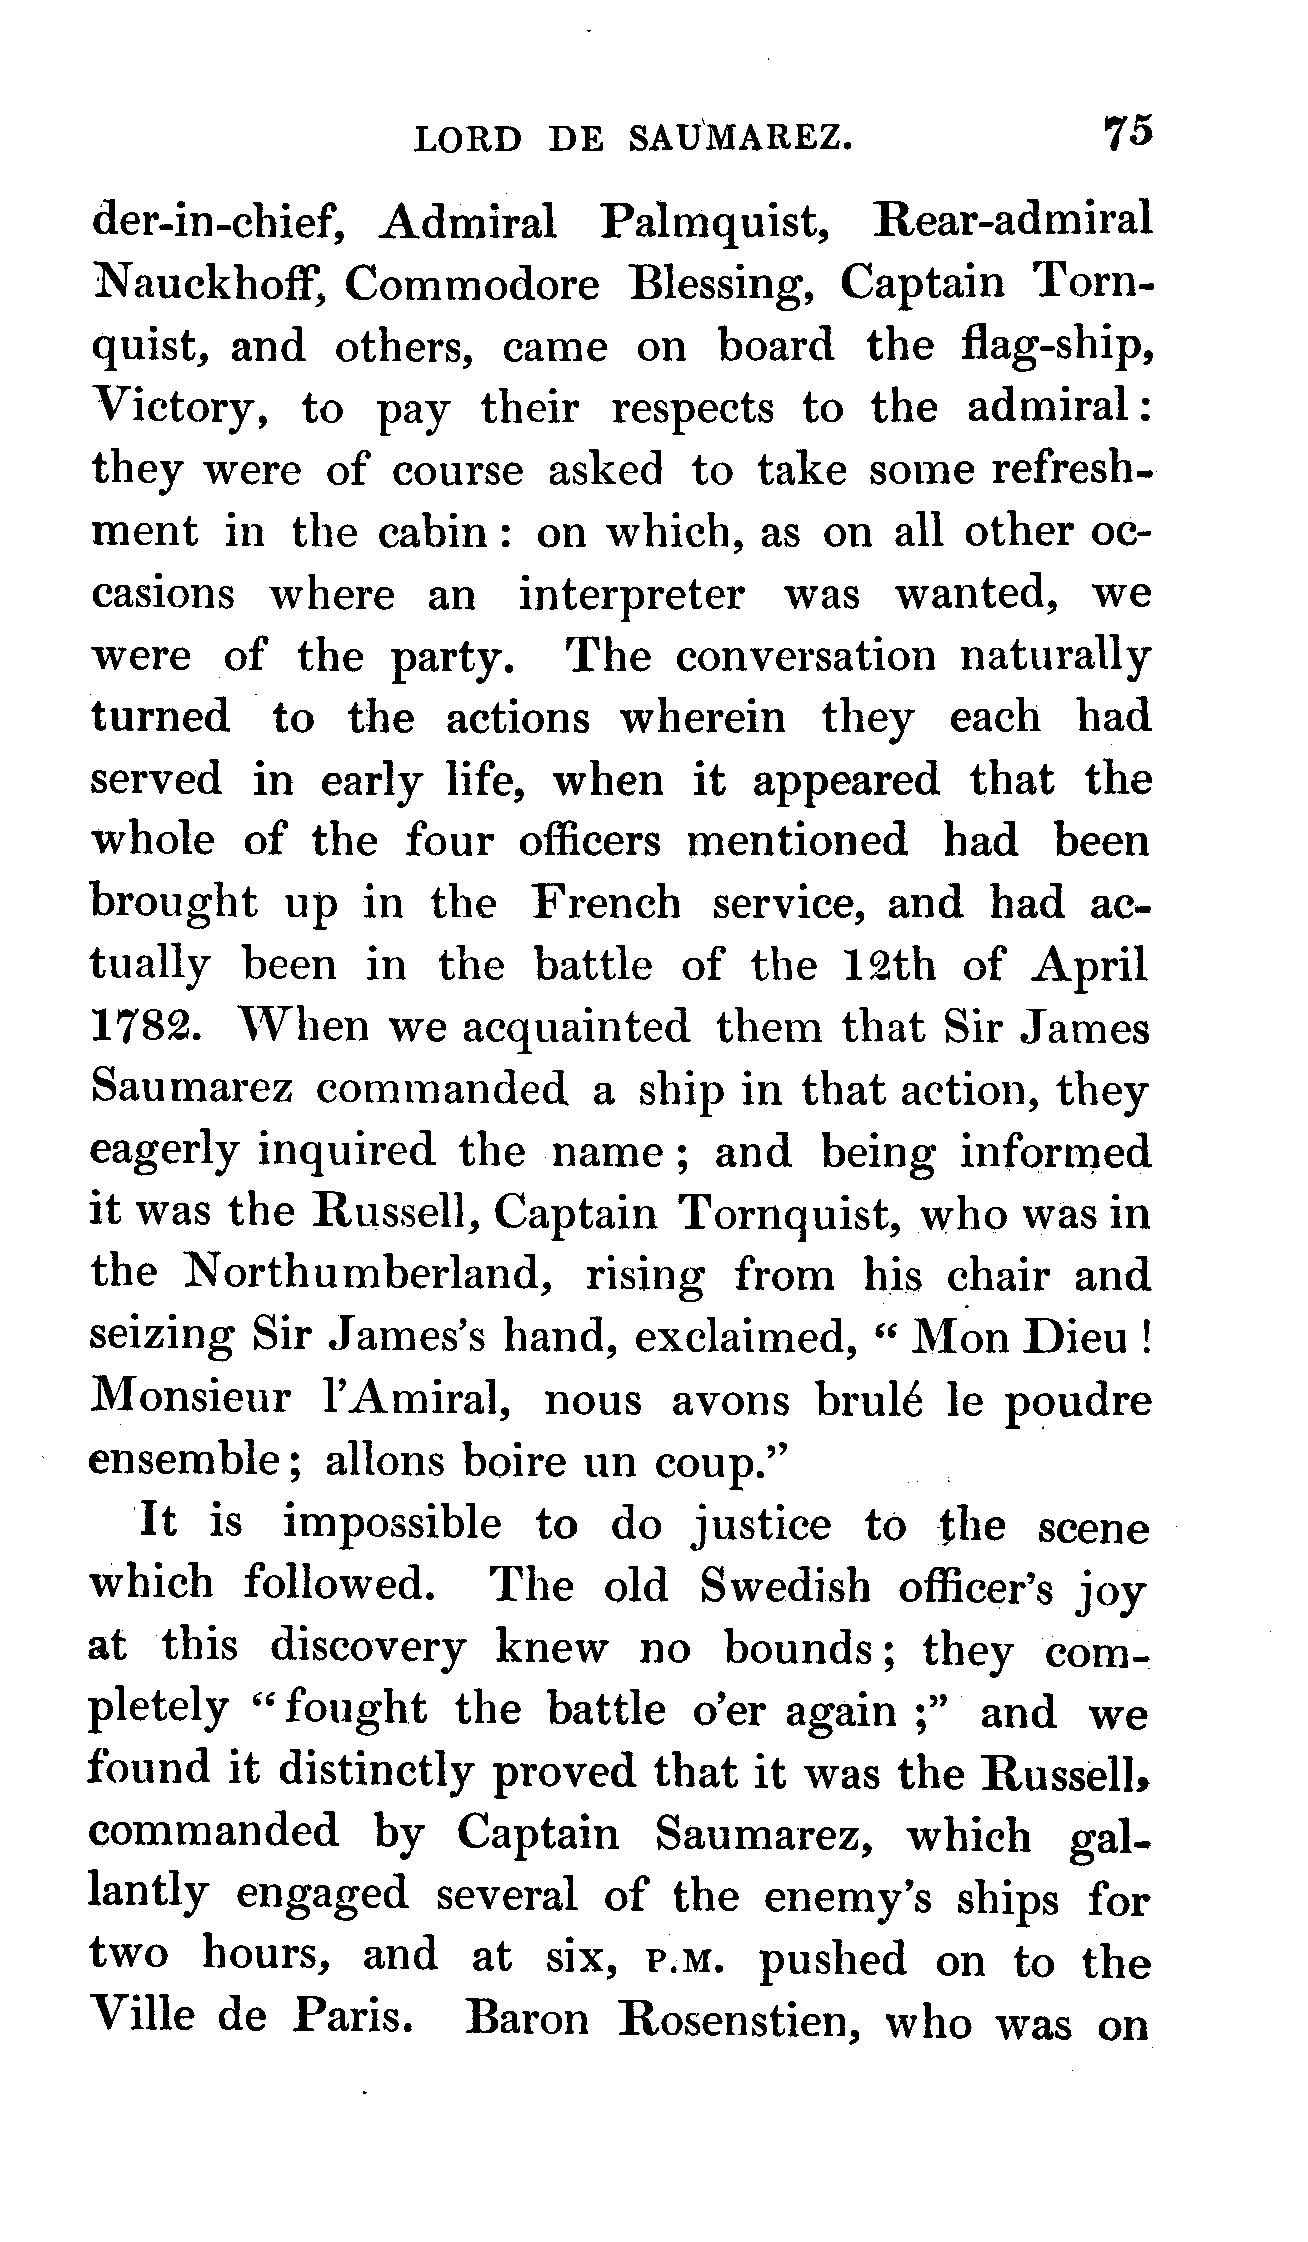 LORD DE SAUMAREZ. 75
der-in-chief, Admiral Palmquist, Rear-admiral
Nauckhoff, Commodore Blessing, Captain Torn-
quist, and others, came on board the flag-ship,
Victory, to pay their respects to the admiral:
they were of course asked to take some refresh-
ment in the cabin: on which, as on all other oc-
casions where an interpreter was wanted, we
were of the party. The conversation naturally
turned to the actions wherein they each had
served in early life, when it appeared that the
whole of the four officers mentioned had been
brought up in the French service, and had ac-
tually been in the battle of the 12th of April
1782. When we acquainted them that Sir James
Saumarez commanded a ship in that action, they
eagerly inquired the name; and being informed
it was the Russell, Captain Tornquist, who was in
the Northumberland, rising from his chair and
seizing Sir James's hand, exclaimed, "Mon Dieu!
Monsieur l'Amiral, nous avons brulé le poudre
ensemble; allons boire un coup."
It is impossible to do justice to the scene
which followed. The old Swedish officer's joy
at this discovery knew no bounds; they com-
pletely "fought the battle o'er again;" and we
found it distinctly proved that it was the Russell,
commanded by Captain Saumarez, which gal-
lantly engaged several of the enemy's ships for
two hours, and at six, P.M. pushed on to the
Ville de Paris. Baron Rosenstien, who was on